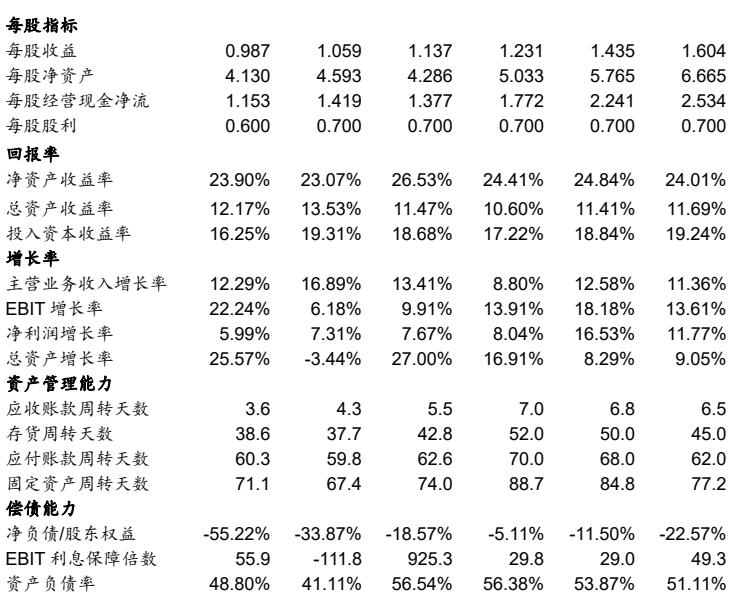 每股指标
每股收益 0.987 1.059 1.137 1.231 1.435 1.604
每股净资产 4.130 4.593 4.286 5.033 5.765 6.665
每股经营现金净流 1.153 1.419 1.377 1.772 2.241 2.534
每股股利 0.600 0.700 0.700 0.700 0.700 0.700
回报率
净资产收益率 23.90% 23.07% 26.53% 24.41% 24.84% 24.01%
总资产收益率 12.17% 13.53% 11.47% 10.60% 11.41% 11.69%
投入资本收益率 16.25% 19.31% 18.68% 17.22% 18.84% 19.24%
增长率
主营业务收入增长率 12.29% 16.89% 13.41% 8.80% 12.58% 11.36%
EBIT 增长率 22.24% 6.18% 9.91% 13.91% 18.18% 13.61%
净利润增长率 5.99% 7.31% 7.67% 8.04% 16.53% 11.77%
总资产增长率 25.57% -3.44% 27.00% 16.91% 8.29% 9.05%
资产管理能力
应收账款周转天数 3.6 4.3 5.5 7.0 6.8 6.5
存货周转天数 38.6 37.7 42.8 52.0 50.0 45.0
应付账款周转天数 60.3 59.8 62.6 70.0 68.0 62.0
固定资产周转天数 71.1 67.4 74.0 88.7 84.8 77.2
偿债能力
净负债/股东权益 -55.22% -33.87% -18.57% -5.11% -11.50% -22.57%
EBIT 利息保障倍数 55.9 -111.8 925.3 29.8 29.0 49.3
资产负债率 48.80% 41.11% 56.54% 56.38% 53.87% 51.11%